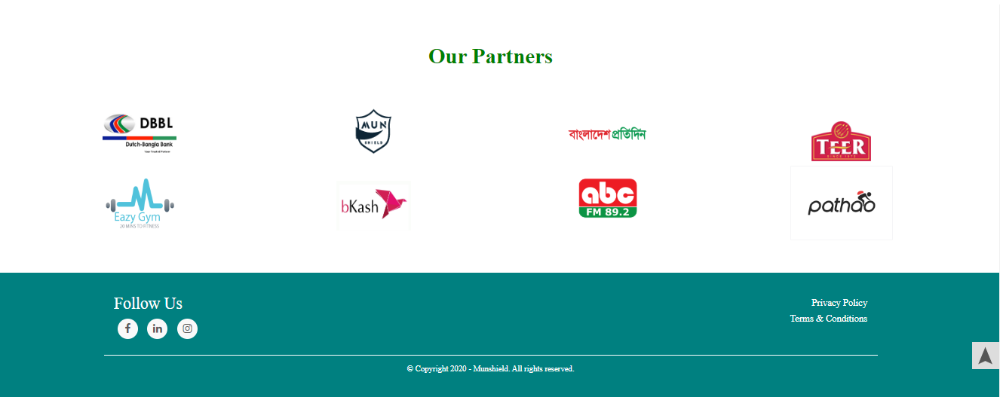 Our Partners
DBBL
Dutch-Bangla Bank
Your Trusted Partner
MUN
SHIELD
বাংলাদেশ প্রতিদিন
TEER
SINCE 1972
Eazy Gym
20 MINS TO FITNESS
bKash
abc
FM 89.2
pathao
Follow Us
Privacy Policy
Terms & Conditions
© Copyright 2020 - Munshield. All rights reserved.